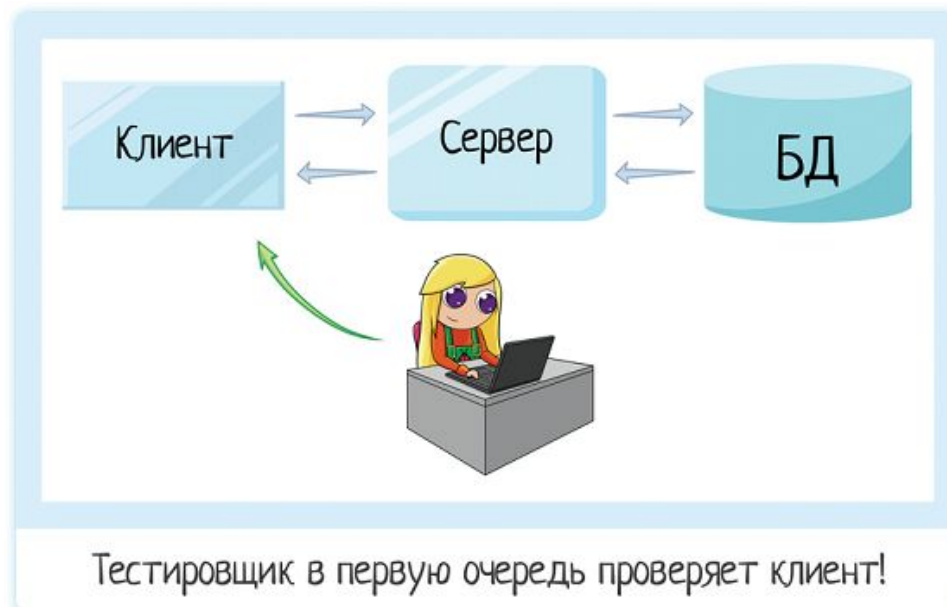 Клиент
Сервер
БД
Тестировщик в первую очередь проверяет клиент!